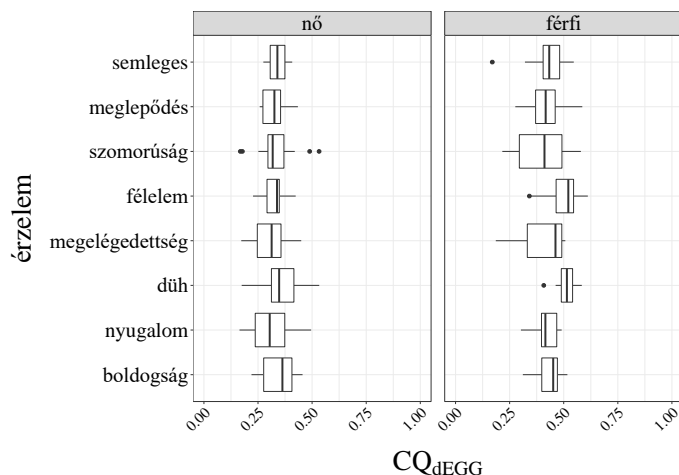 nő
férfi
semleges
meglepődés
szomorúság
félelem
megelégedettség
düh
nyugalom
boldogság
érzelem
0.00 0.25 0.50 0.75 1.00
0.00 0.25 0.50 0.75 1.00
CQdEGG